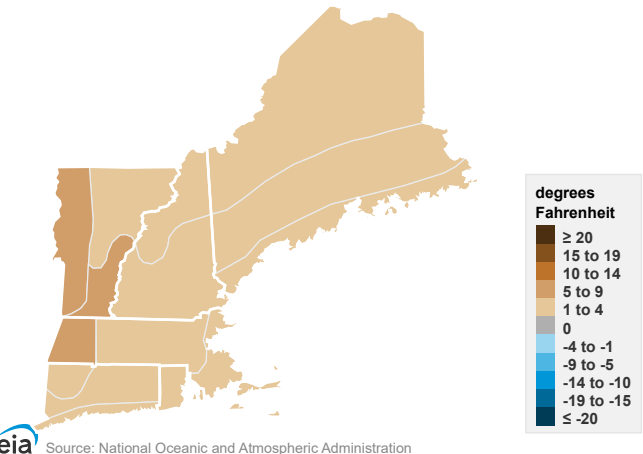 degrees
Fahrenheit
≥ 20
15 to 19
10 to 14
5 to 9
1 to 4
0
-4 to -1
-9 to -5
-14 to -10
-19 to -15
≤ -20
eia Source: National Oceanic and Atmospheric Administration